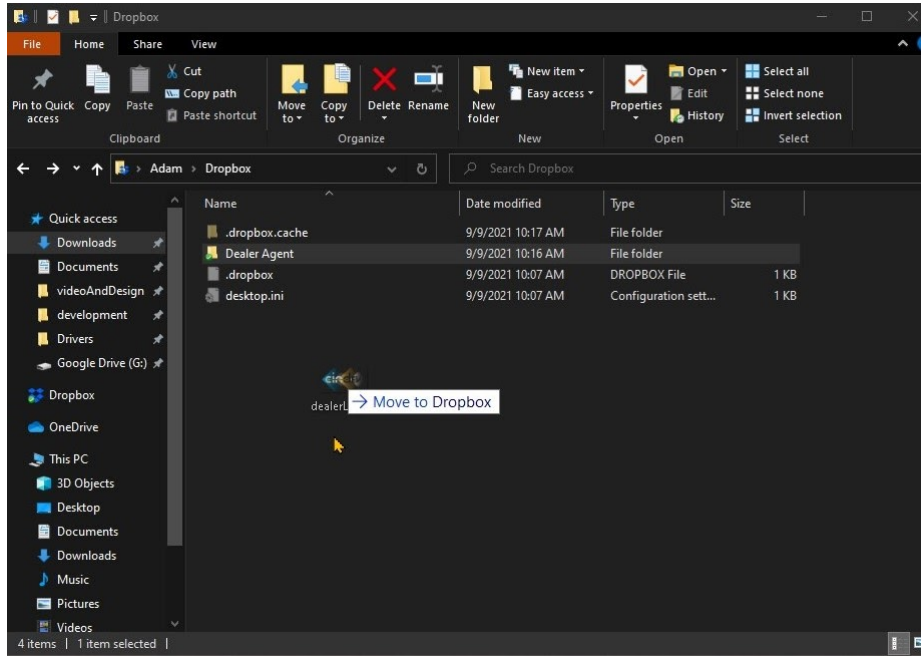 Dropbox
File Home Share View
Pin to Quick access
Copy
Paste
Cut
Copy path
Paste shortcut
Clipboard
Move to
Copy to
Delete
Rename
Organize
New folder
New item
Easy access
New
Properties
Open
Edit
History
Open
Select all
Select none
Invert selection
Select
Adam › Dropbox
Search Dropbox
Quick access
Downloads
Documents
videoAndDesign
development
Drivers
Google Drive (G:)
Dropbox
OneDrive
This PC
3D Objects
Desktop
Documents
Downloads
Music
Pictures
Videos
Name Date modified Type Size
.dropbox.cache 9/9/2021 10:17 AM File folder
Dealer Agent 9/9/2021 10:16 AM File folder
.dropbox 9/9/2021 10:07 AM DROPBOX File 1 KB
desktop.ini 9/9/2021 10:07 AM Configuration sett... 1 KB
→ Move to Dropbox
4 items | 1 item selected |